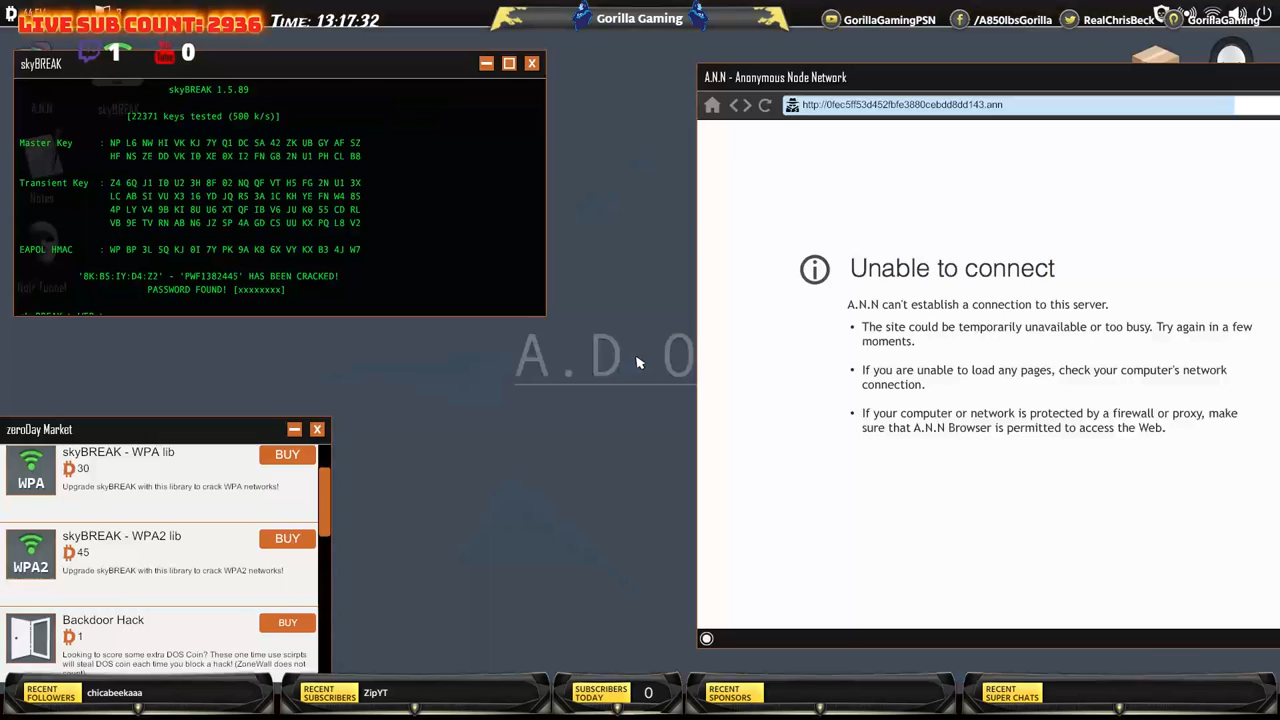 LIVE SUB COUNT: 2936
TIME: 13:17:32
Gorilla Gaming
GorillaGamingPSN
/A850lbsGorilla
RealChrisBeck
GorillaGaming
1
0
skyBREAK
skyBREAK 1.5.89
[22371 keys tested (500 k/s)]
Master Key : NP L6 NW HI VK KJ 7Y Q1 DC SA 42 ZK UB GY AF SZ
HF N5 ZE DD VK I0 XE 0X I2 FN G8 2N U1 PH CL B8
Transient Key : Z4 6Q J1 I0 U2 3H 8F 02 NQ QF VT H5 FG 2N U1 3X
LC AB SI VU X3 16 YD JQ R5 3A 1C KH YE FN W4 8S
4P LY V4 9B KI 8U U6 XT QF IB V6 JU K0 55 CD RL
VB 9E TV RN AB N6 JZ SP 4A GD CS UU KX PQ L8 V2
EAPOL HMAC : WP BP 3L SQ KJ 0I 7Y PK 9A K8 6X VY KX B3 4J W7
'8K:BS:IY:D4:Z2' - 'PWF1382445' HAS BEEN CRACKED!
PASSWORD FOUND! [xxxxxxxx]
A.N.N
skyBREAK
Notes
A.D.O
A.N.N - Anonymous Node Network
http://0fec5ff53d452fbfe3880cebdd8dd143.ann
Unable to connect
A.N.N can't establish a connection to this server.
• The site could be temporarily unavailable or too busy. Try again in a few
moments.
• If you are unable to load any pages, check your computer's network
connection.
• If your computer or network is protected by a firewall or proxy, make
sure that A.N.N Browser is permitted to access the Web.
zeroDay Market
WPA
skyBREAK - WPA lib
30
BUY
Upgrade skyBREAK with this library to crack WPA networks!
WPA2
skyBREAK - WPA2 lib
45
BUY
Upgrade skyBREAK with this library to crack WPA2 networks!
Backdoor Hack
1
BUY
Looking to score some extra DOS Coin? These one time use scirpts
will steal DOS coin each time you block a hack! (ZoneWall does not
RECENT
FOLLOWERS
chicabeekaaa
RECENT
SUBSCRIBERS
ZipYT
SUBSCRIBERS
TODAY
0
RECENT
SPONSORS
RECENT
SUPER CHATS